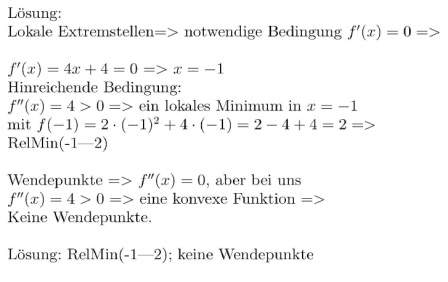 Lösung:
Lokale Extremstellen=> notwendige Bedingung f′(x) = 0 =>
f′(x) = 4x + 4 = 0 => x = −1
Hinreichende Bedingung:
f″(x) = 4 > 0 => ein lokales Minimum in x = −1
mit f(−1) = 2 · (−1)² + 4 · (−1) = 2 − 4 + 4 = 2 =>
RelMin(-1—2)
Wendepunkte => f″(x) = 0, aber bei uns
f″(x) = 4 > 0 => eine konvexe Funktion =>
Keine Wendepunkte.
Lösung: RelMin(-1—2); keine Wendepunkte